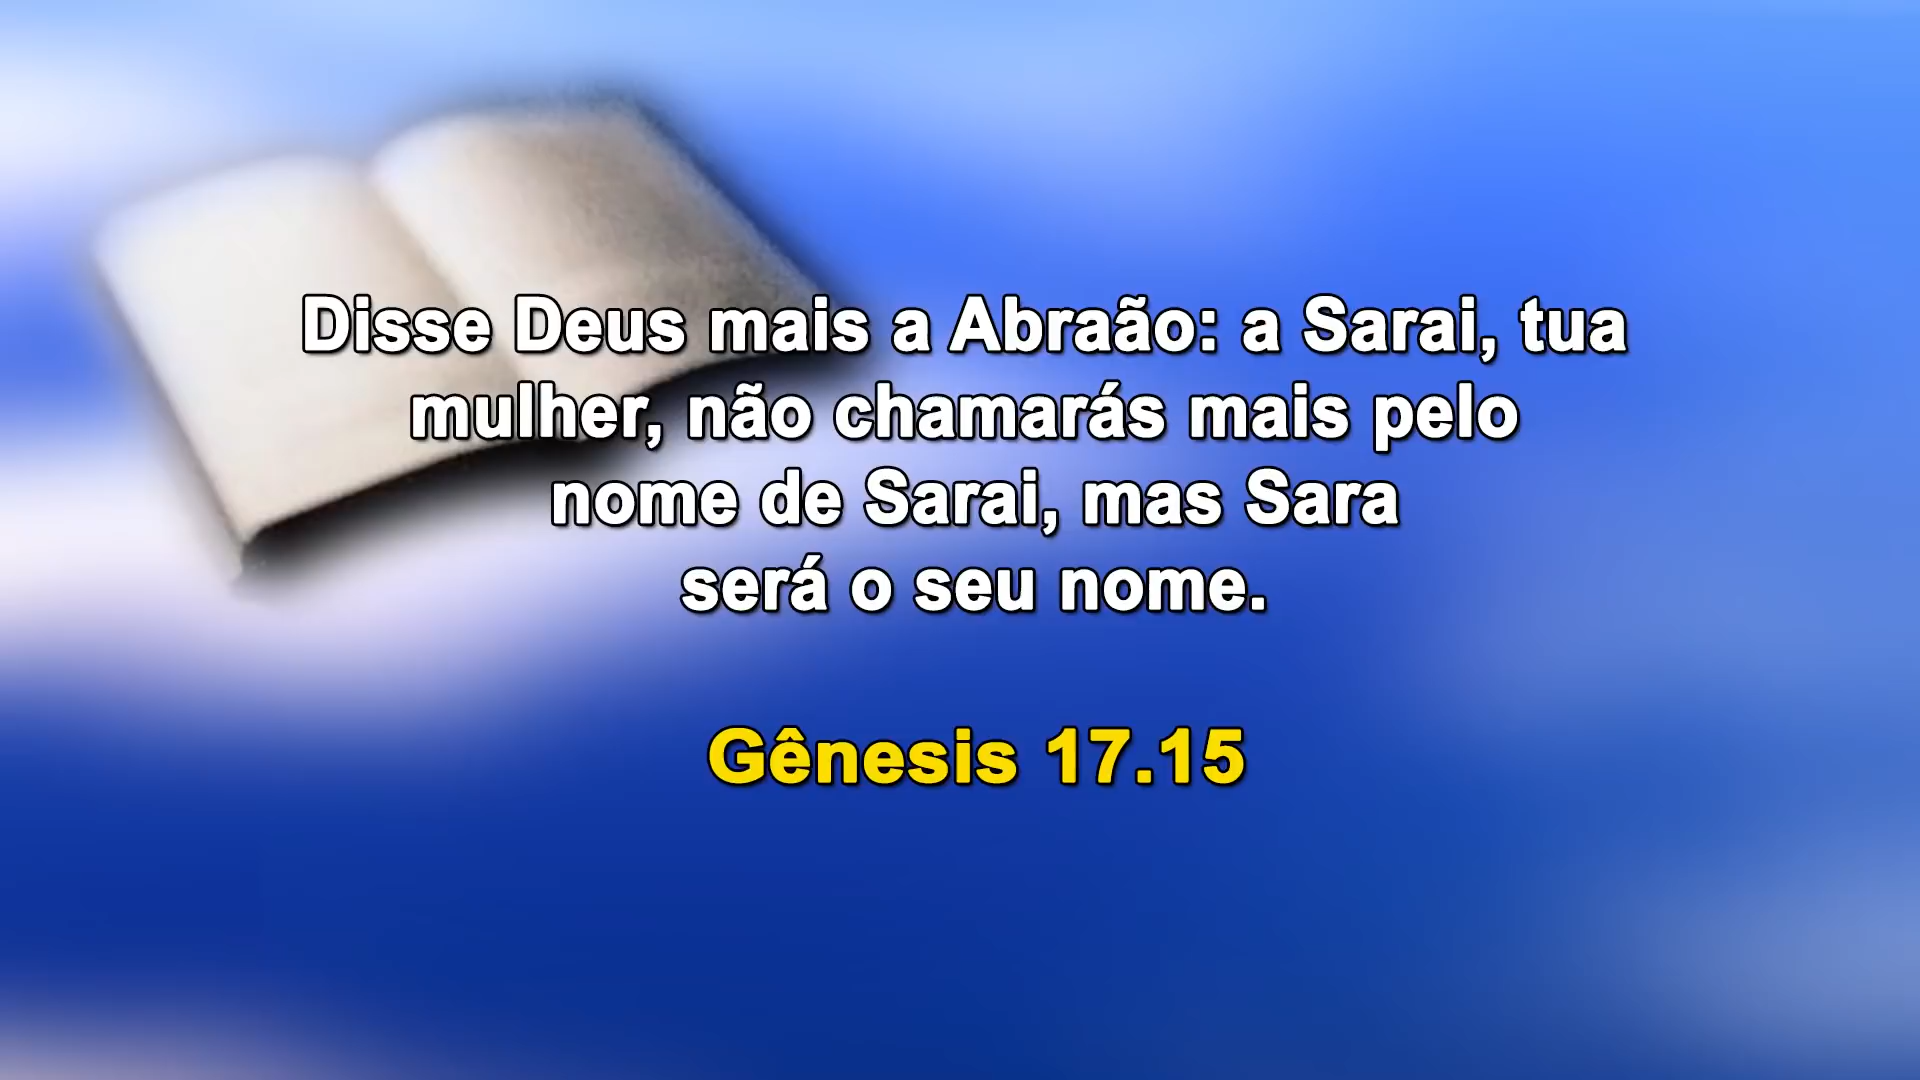 Disse Deus mais a Abraão: a Sarai, tua
mulher, não chamarás mais pelo
nome de Sarai, mas Sara
será o seu nome.
Gênesis 17.15